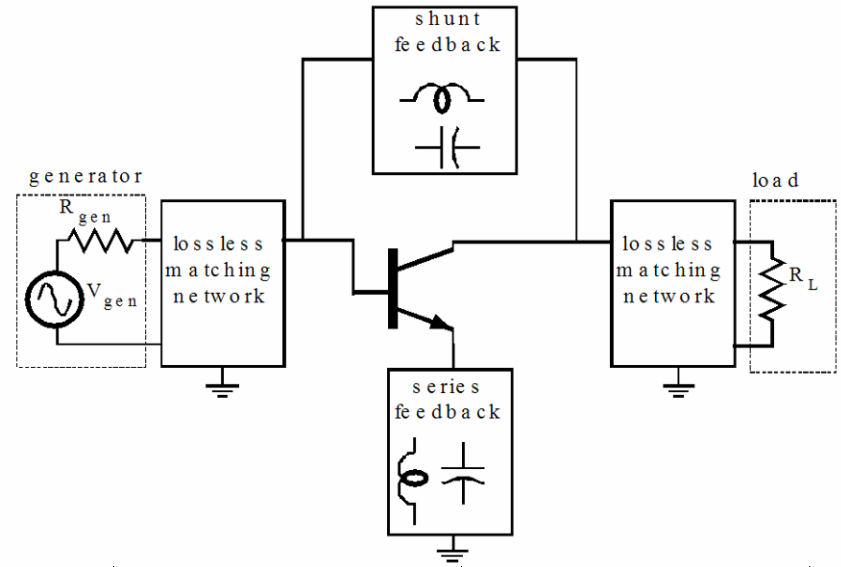 shunt
feedback
generator
R gen
V gen
lossless
matching
network
lossless
matching
network
load
R L
series
feedback